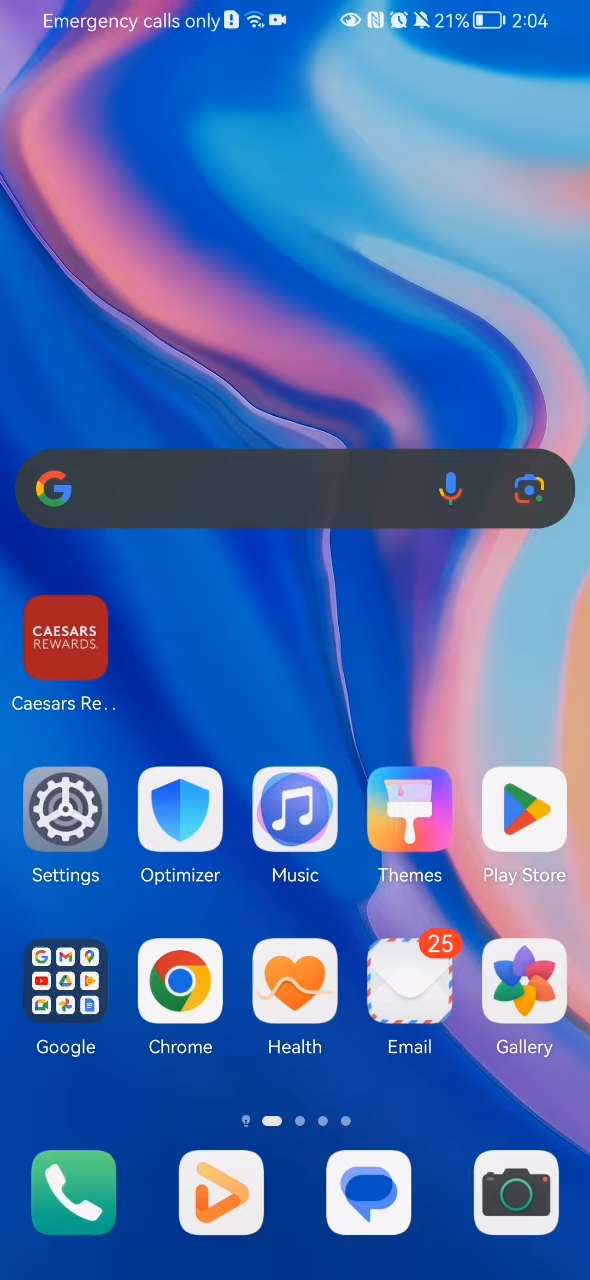 Emergency calls only 21% 2:04
CAESARS
REWARDS
Caesars Re..
Settings Optimizer Music Themes Play Store
25
Google Chrome Health Email Gallery